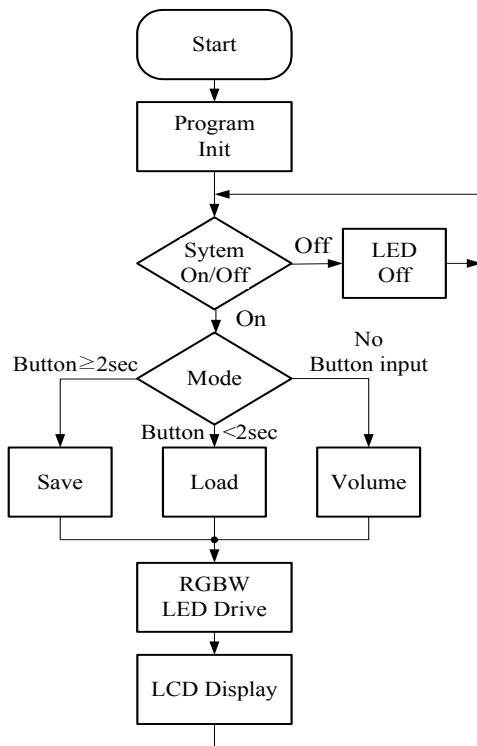 Start
Program
Init
Sytem
On/Off
Off
LED
Off
On
No
Button input
Button≥2sec
Mode
Button <2sec
Save
Load
Volume
RGBW
LED Drive
LCD Display